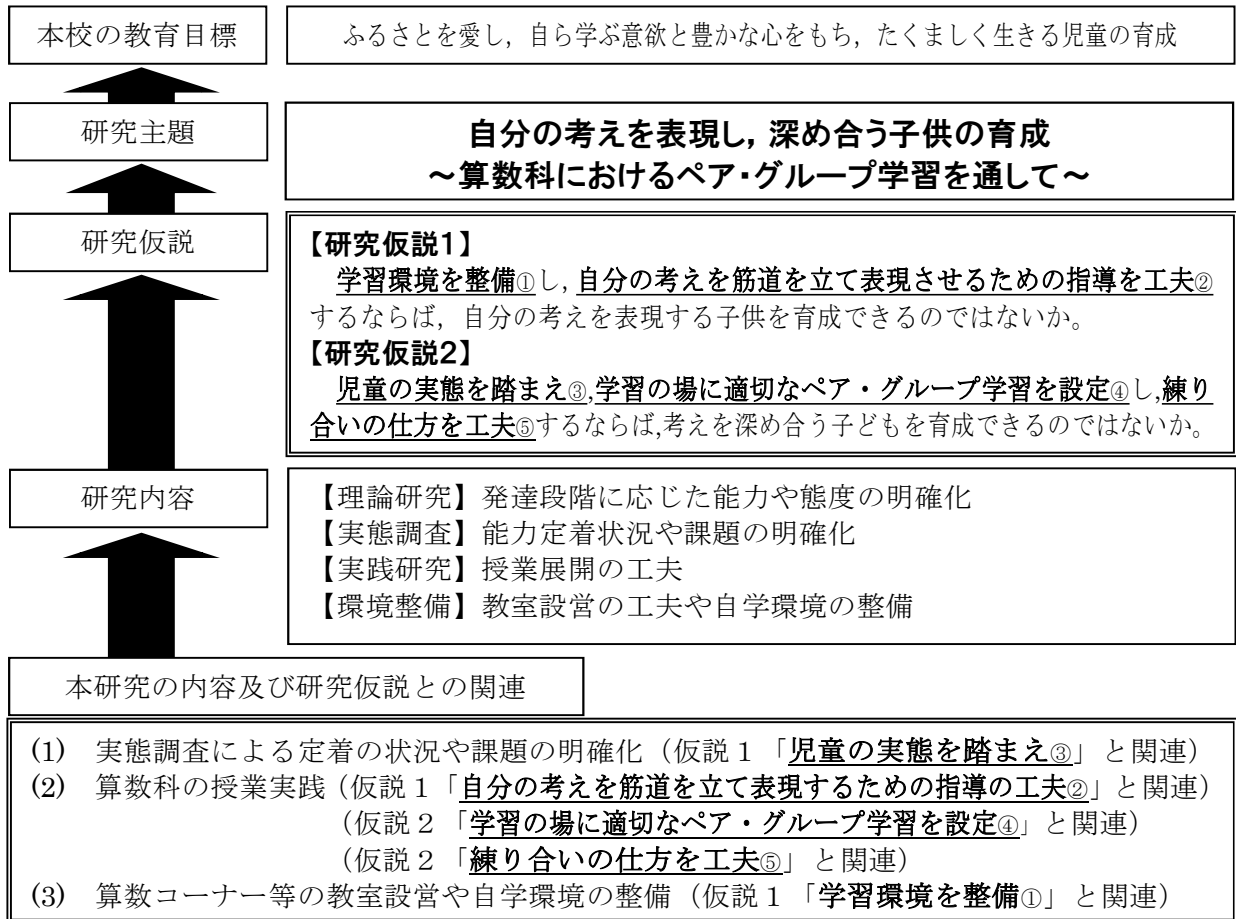 本校の教育目標
ふるさとを愛し，自ら学ぶ意欲と豊かな心をもち，たくましく生きる児童の育成
研究主題
自分の考えを表現し，深め合う子供の育成
～算数科におけるペア・グループ学習を通して～
研究仮説
【研究仮説1】
学習環境を整備①し，自分の考えを筋道を立て表現させるための指導を工夫②
するならば，自分の考えを表現する子供を育成できるのではないか。
【研究仮説2】
児童の実態を踏まえ③,学習の場に適切なペア・グループ学習を設定④し,練り
合いの仕方を工夫⑤するならば,考えを深め合う子どもを育成できるのではないか。
研究内容
【理論研究】発達段階に応じた能力や態度の明確化
【実態調査】能力定着状況や課題の明確化
【実践研究】授業展開の工夫
【環境整備】教室設営の工夫や自学環境の整備
本研究の内容及び研究仮説との関連
(1)　実態調査による定着の状況や課題の明確化（仮説１「児童の実態を踏まえ③」と関連）
(2)　算数科の授業実践（仮説１「自分の考えを筋道を立て表現するための指導の工夫②」と関連）
（仮説２「学習の場に適切なペア・グループ学習を設定④」と関連）
（仮説２「練り合いの仕方を工夫⑤」と関連）
(3)　算数コーナー等の教室設営や自学環境の整備（仮説１「学習環境を整備①」と関連）